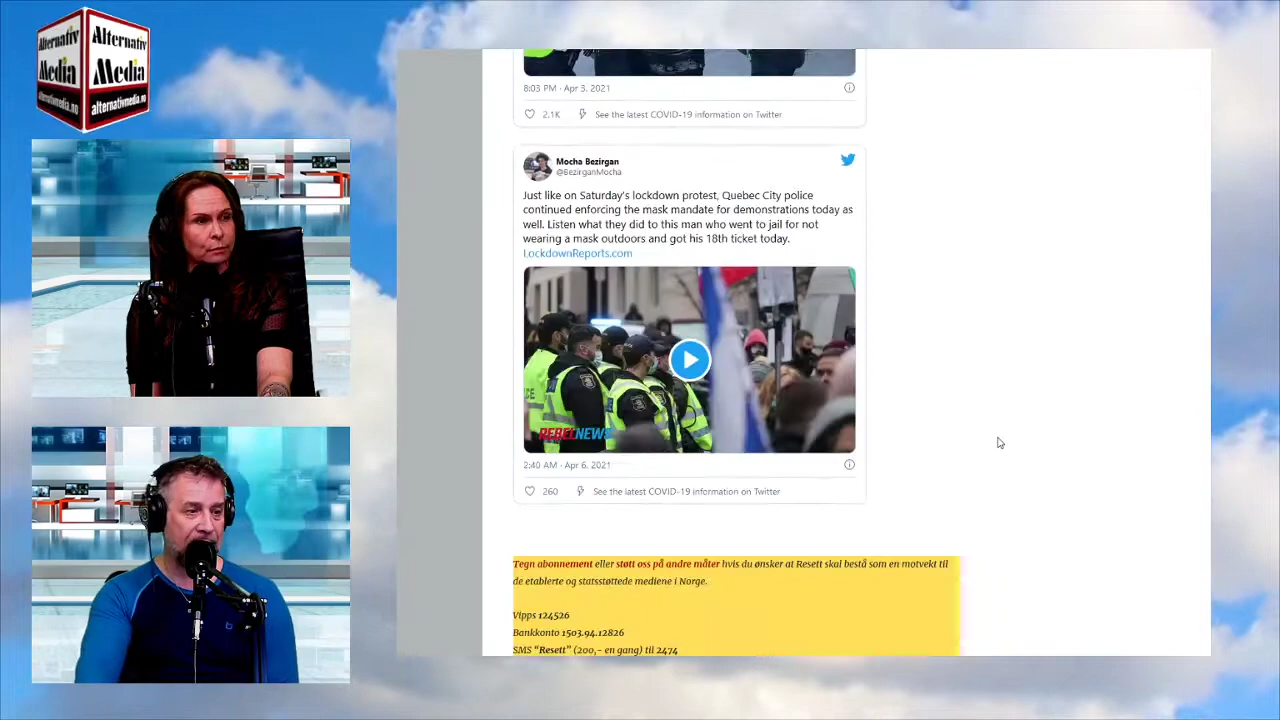 Alternativ
Media
alternativmedia.no
Alternativ
Media
alternativmedia.no
8:03 PM · Apr 3, 2021
2.1K See the latest COVID-19 information on Twitter
Mocha Bezirgan
@BezirganMocha
Just like on Saturday's lockdown protest, Quebec City police
continued enforcing the mask mandate for demonstrations today as
well. Listen what they did to this man who went to jail for not
wearing a mask outdoors and got his 18th ticket today.
LockdownReports.com
REBELNEWS
2:40 AM · Apr 6, 2021
260 See the latest COVID-19 information on Twitter
Tegn abonnement eller støtt oss på andre måter hvis du ønsker at Resett skal bestå som en motvekt til
de etablerte og statsstøttede mediene i Norge.
Vipps 124526
Bankkonto 1503.94.12826
SMS “Resett” (200,- en gang) til 2474